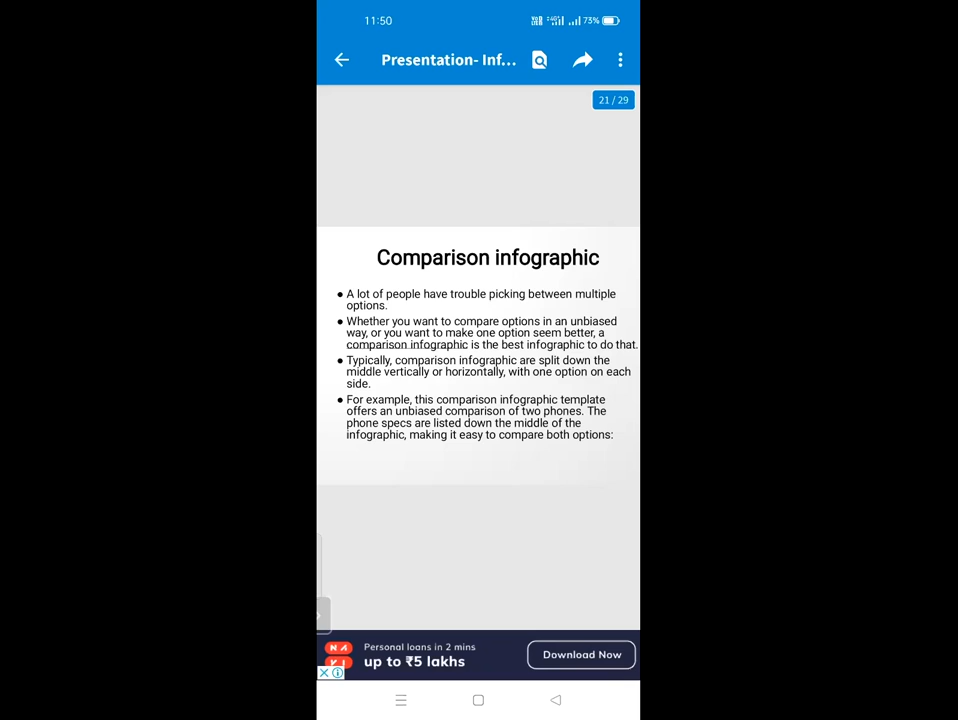 11:50
73%
Presentation- Inf...
21 / 29
Comparison infographic
● A lot of people have trouble picking between multiple
options.
● Whether you want to compare options in an unbiased
way, or you want to make one option seem better, a
comparison infographic is the best infographic to do that.
● Typically, comparison infographic are split down the
middle vertically or horizontally, with one option on each
side.
● For example, this comparison infographic template
offers an unbiased comparison of two phones. The
phone specs are listed down the middle of the
infographic, making it easy to compare both options:
Personal loans in 2 mins
up to ₹5 lakhs
Download Now